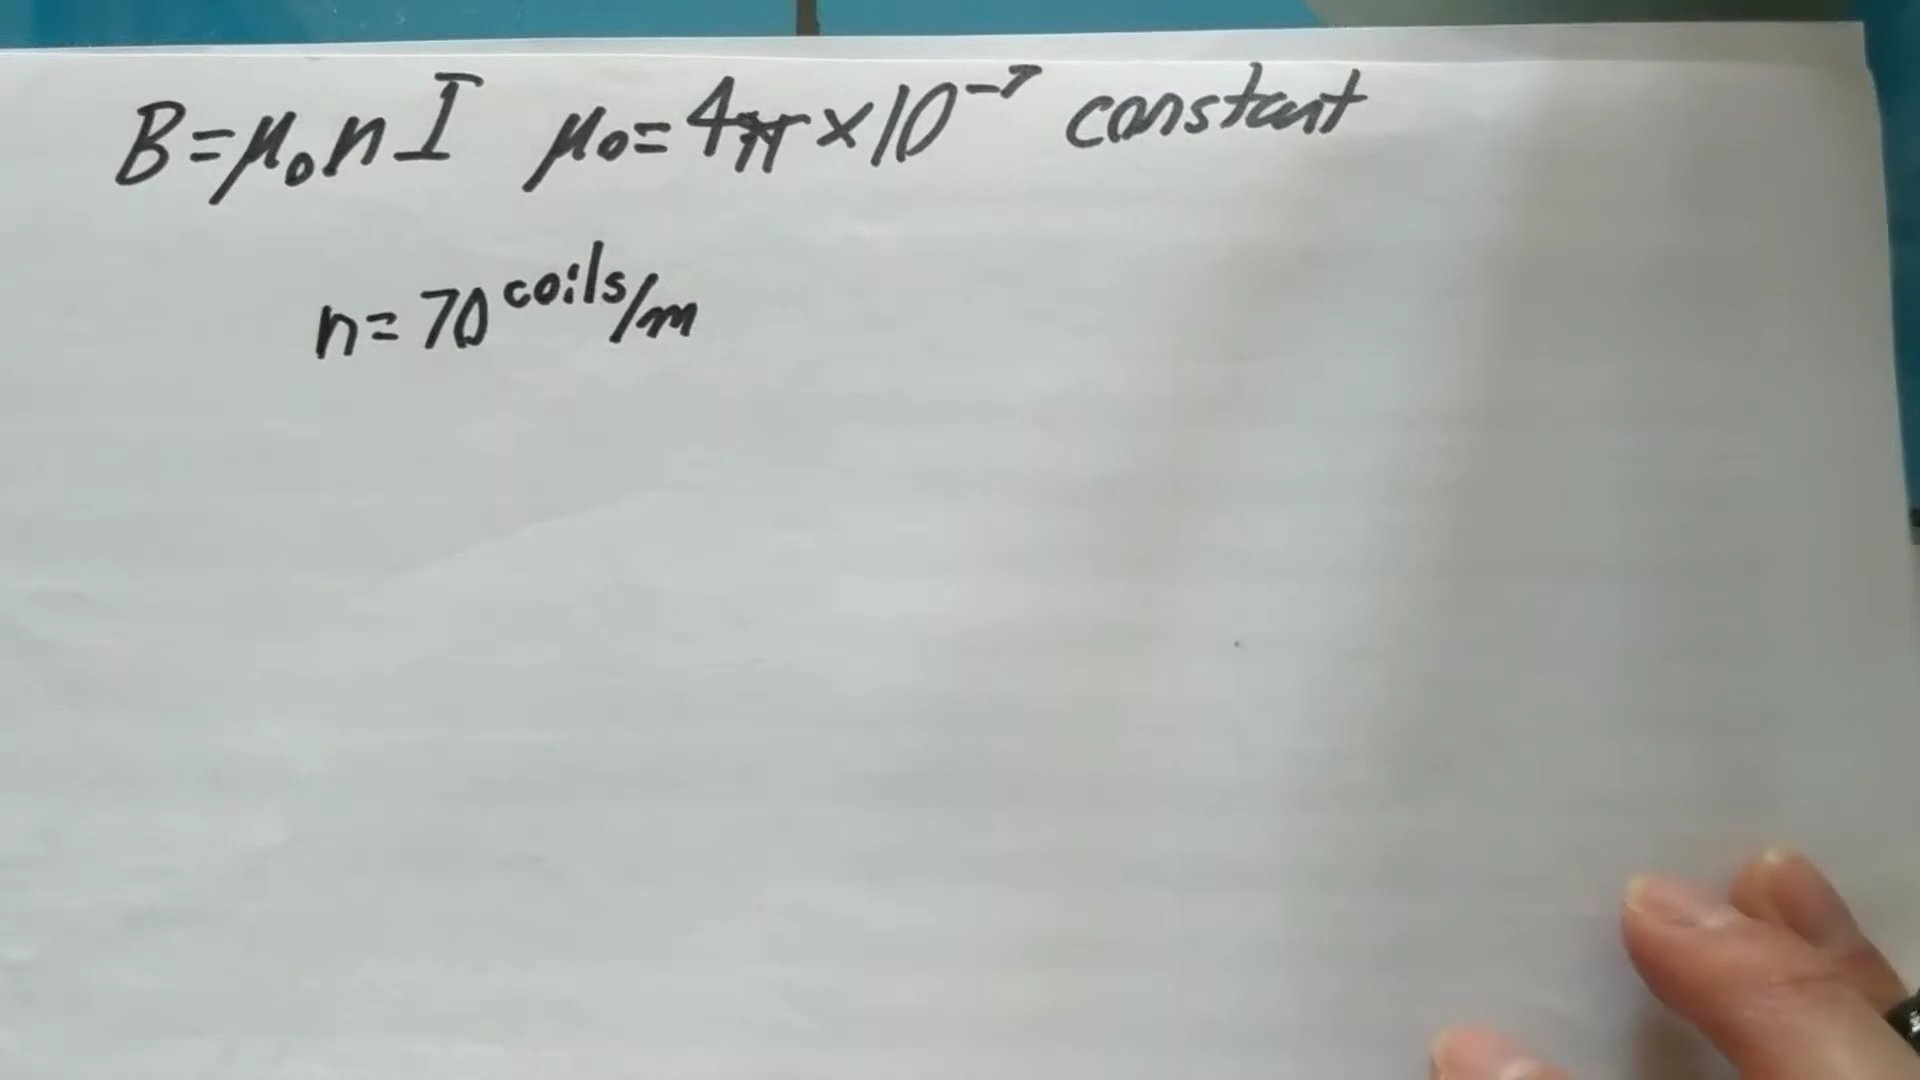 B=μ₀nI μ₀=4π×10⁻⁷ constant
n=70 coils/m